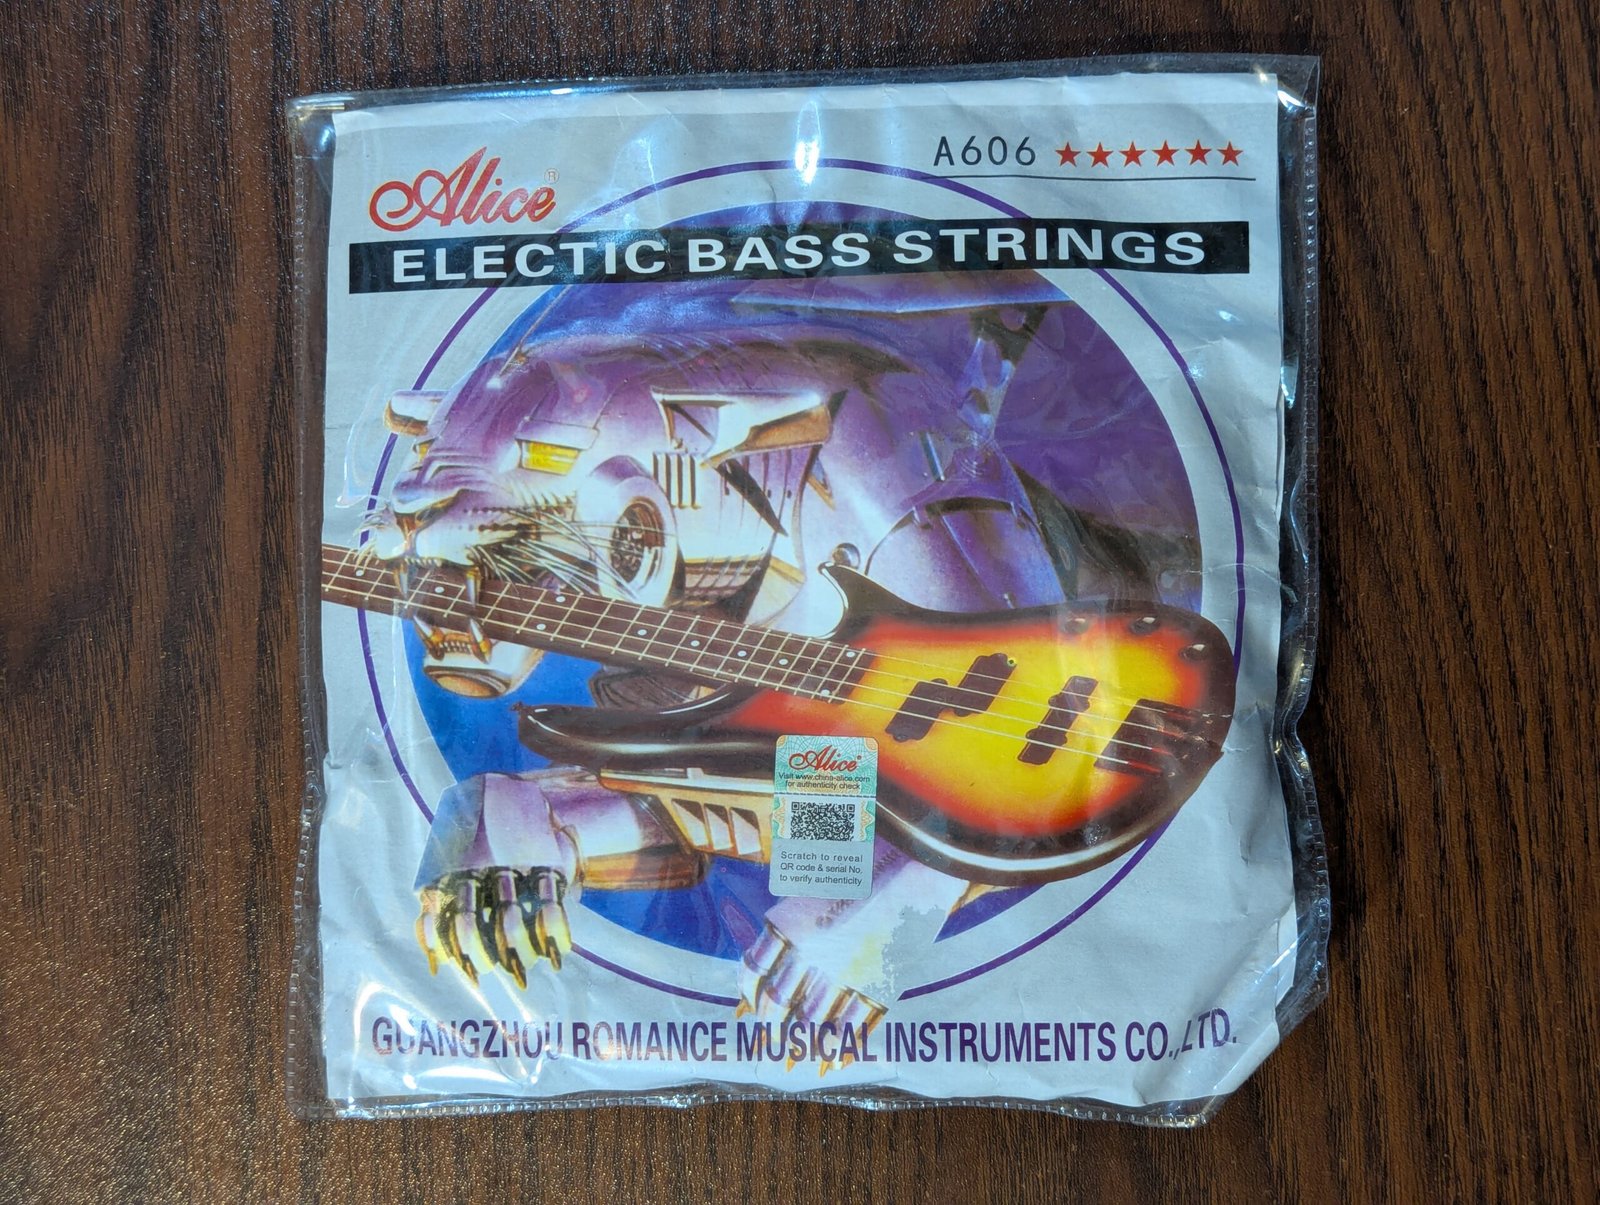 A606 ★★★★★★
Alice®
ELECTIC BASS STRINGS
Alice®
Visit www.china-alice.com
for authenticity check
Scratch to reveal
QR code & serial No.
to verify authenticity
GUANGZHOU ROMANCE MUSICAL INSTRUMENTS CO.,LTD.